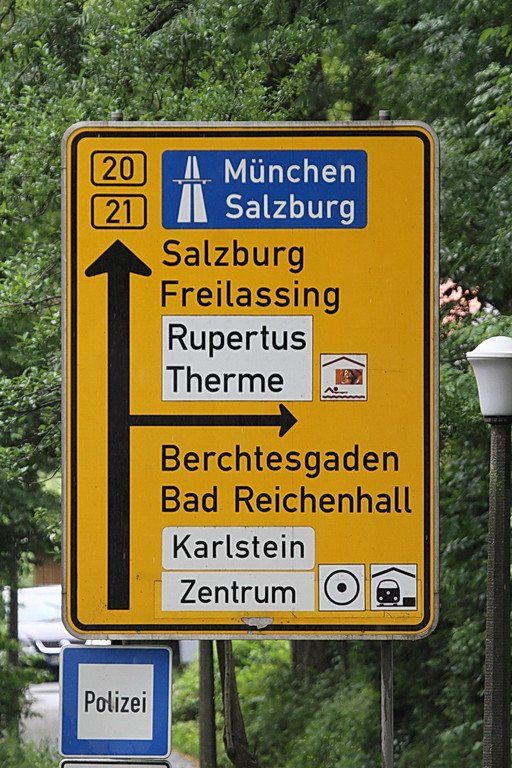 20
21
München
Salzburg
Salzburg
Freilassing
Rupertus
Therme
Berchtesgaden
Bad Reichenhall
Karlstein
Zentrum
Polizei